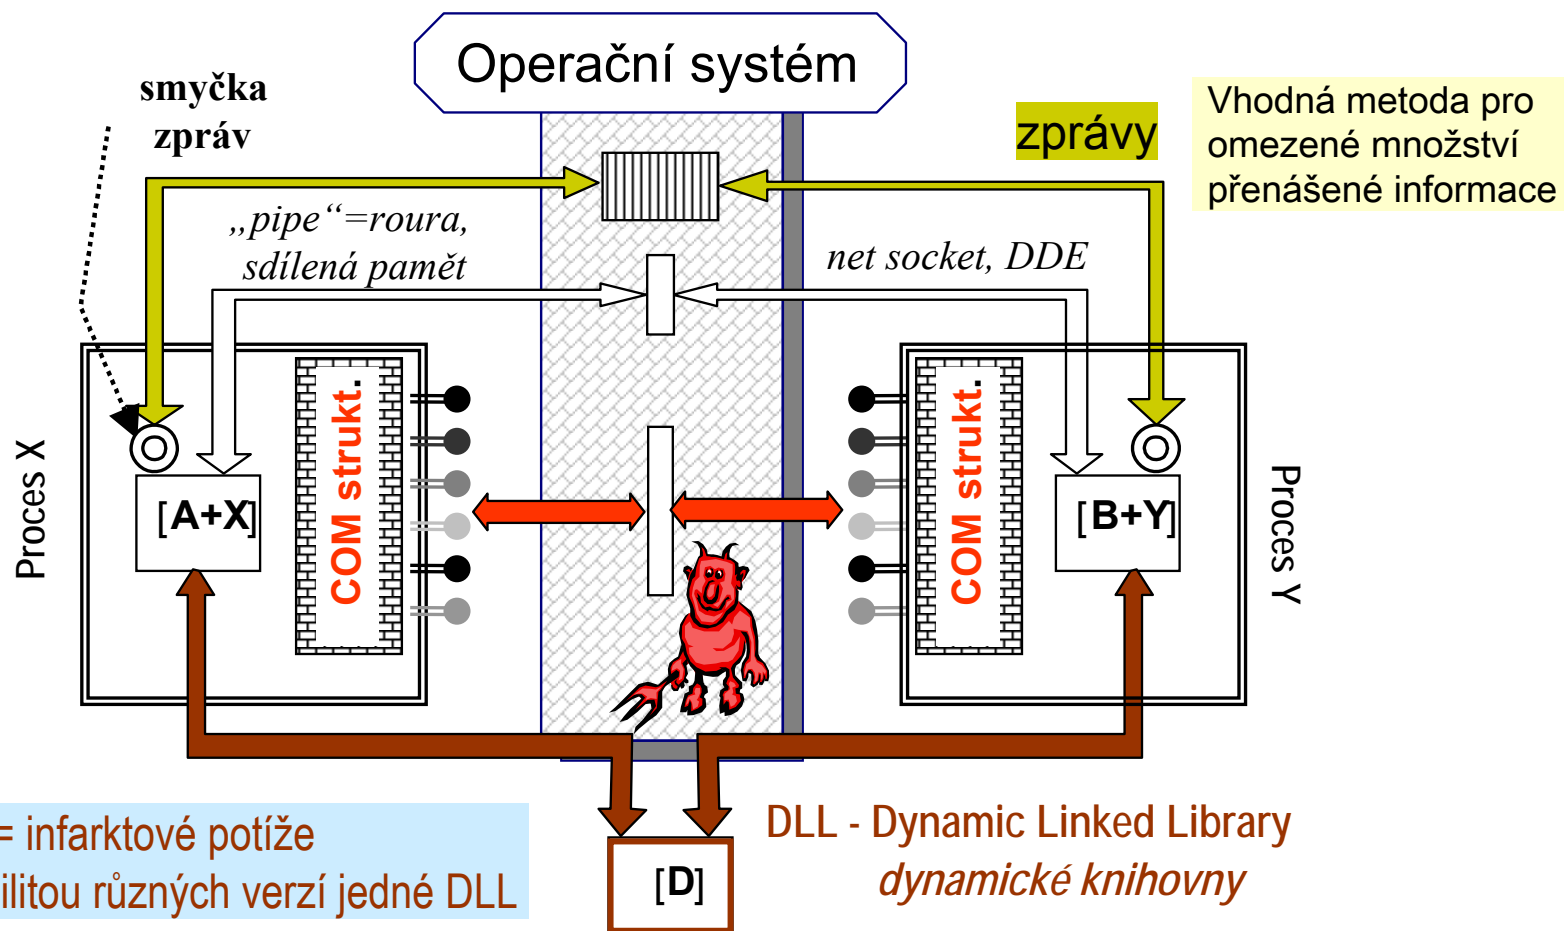 Operační systém
smyčka
zpráv
zprávy
Vhodná metoda pro
omezené množství
přenášené informace
„pipe“=roura,
sdílená pamět
net socket, DDE
Proces X
[A+X]
COM strukt.
COM strukt.
[B+Y]
Proces Y
= infarktové potíže
ilitou různých verzí jedné DLL
[D]
DLL - Dynamic Linked Library
dynamické knihovny